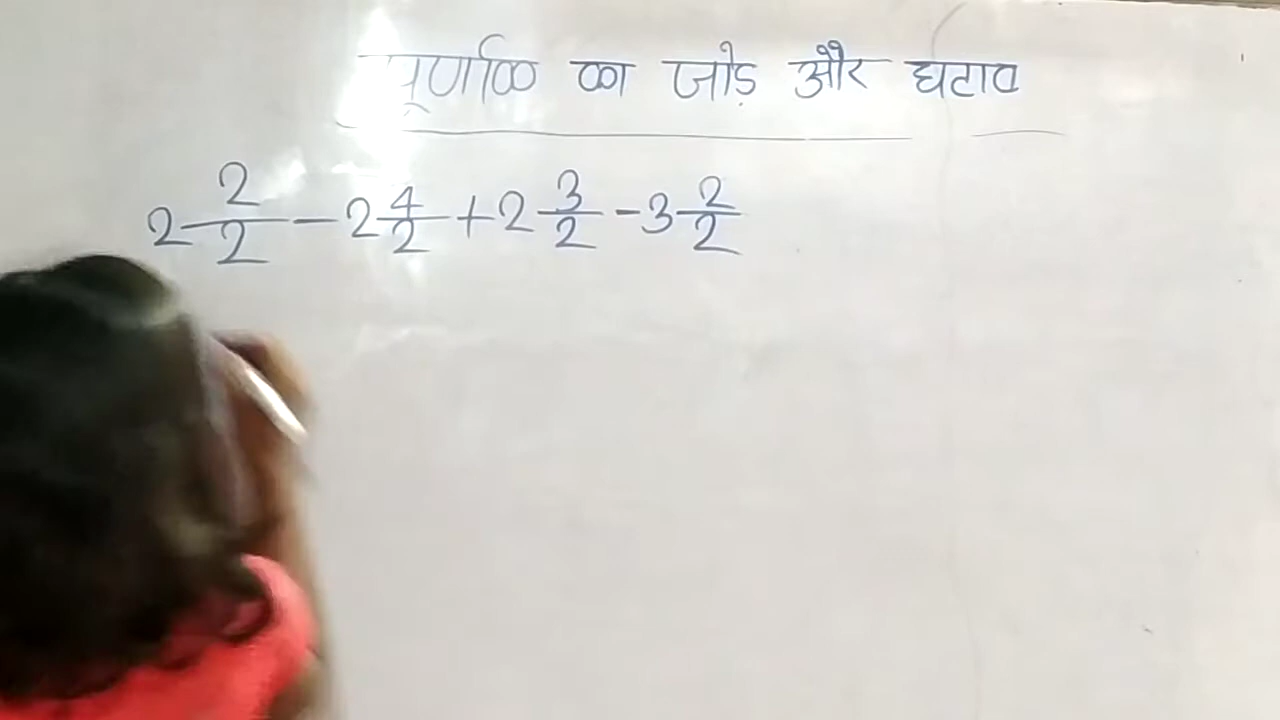 पूर्णांक का जोड़ और घटाव
2 2/2 - 2 4/2 + 2 3/2 - 3 2/2